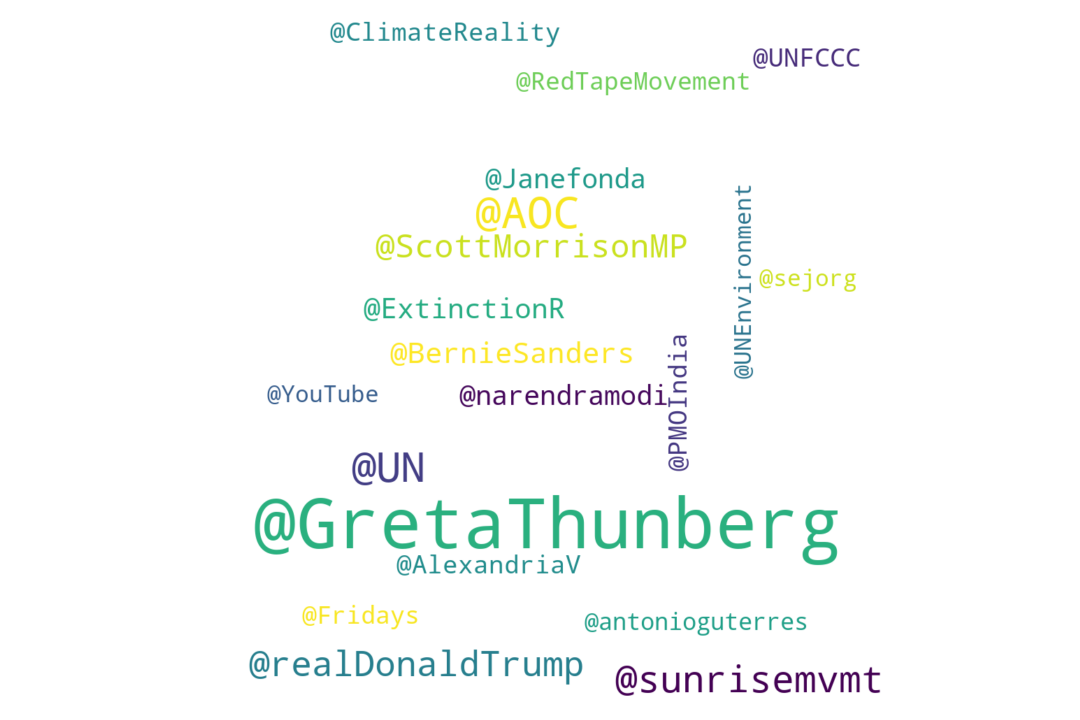 @ClimateReality
@UNFCCC
@RedTapeMovement
@Janefonda
@AOC
@ScottMorrisonMP
@UNEnvironment
@sejorg
@ExtinctionR
@BernieSanders
@YouTube
@narendramodi
@PMOIndia
@UN
@GretaThunberg
@AlexandriaV
@Fridays
@antonioguterres
@realDonaldTrump
@sunrisemvmt